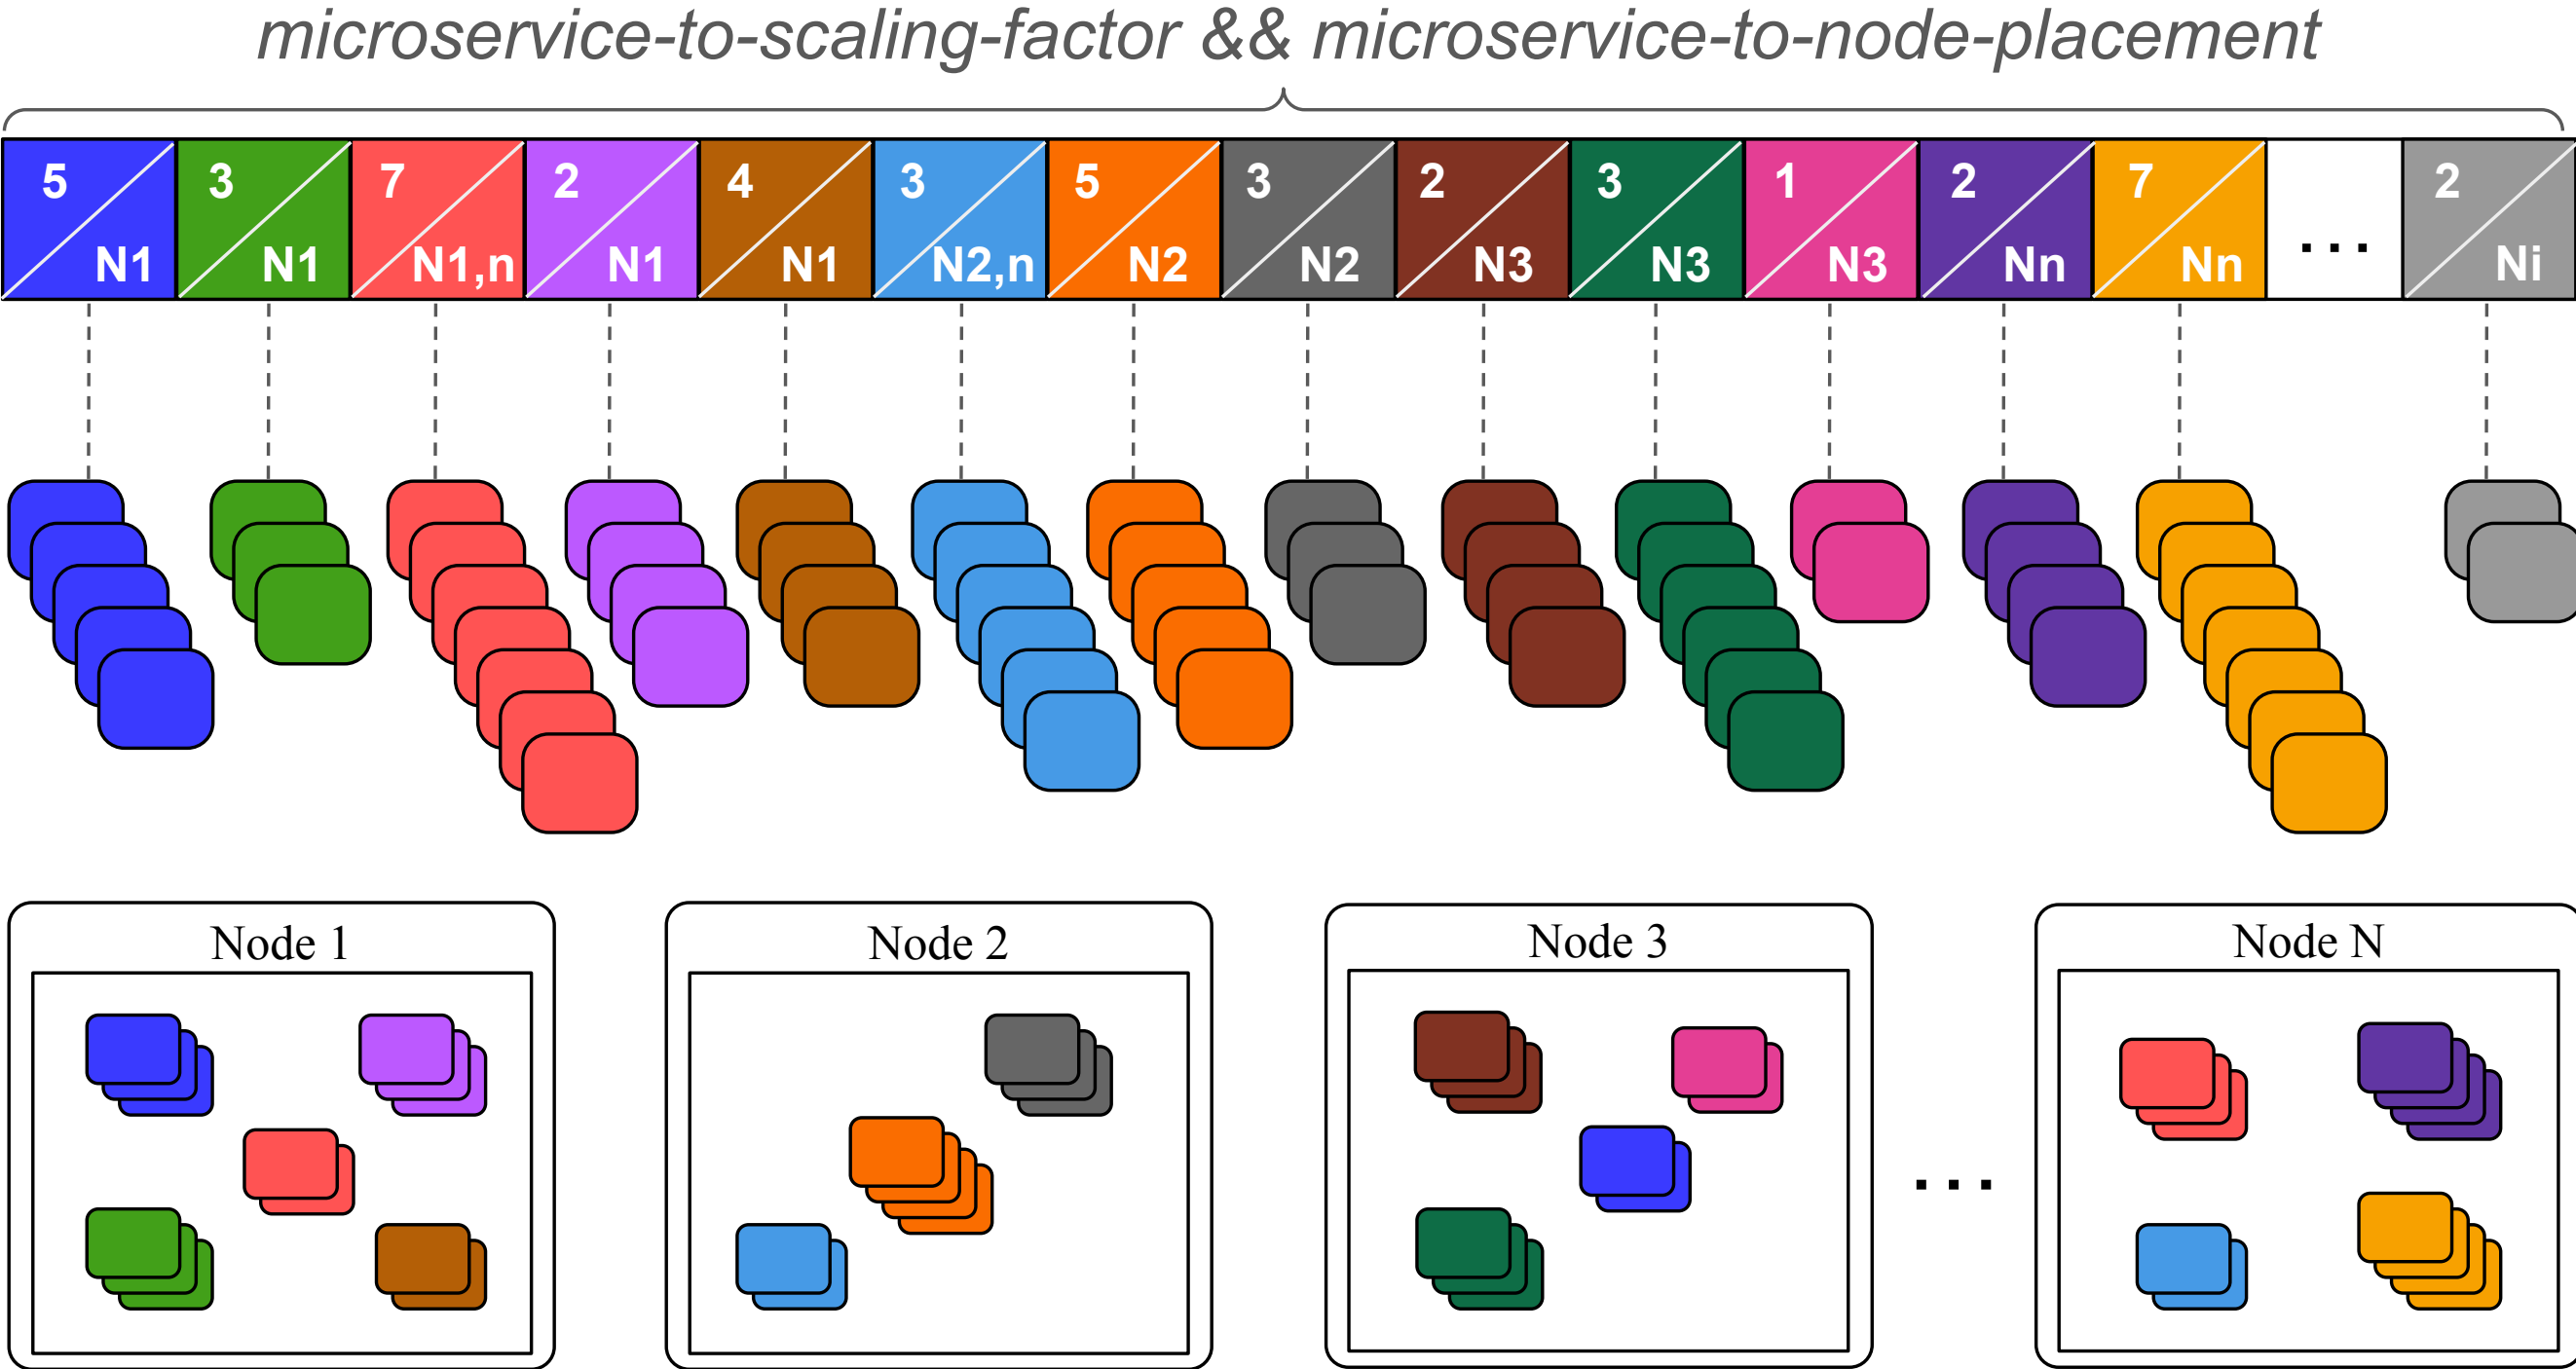 microservice-to-scaling-factor && microservice-to-node-placement
5 3 7 2 4 3 5 3 2 3 1 2 7 2
N1 N1 N1,n N1 N1 N2,n N2 N2 N3 N3 N3 Nn Nn ... Ni
Node 1 Node 2 Node 3 Node N
...